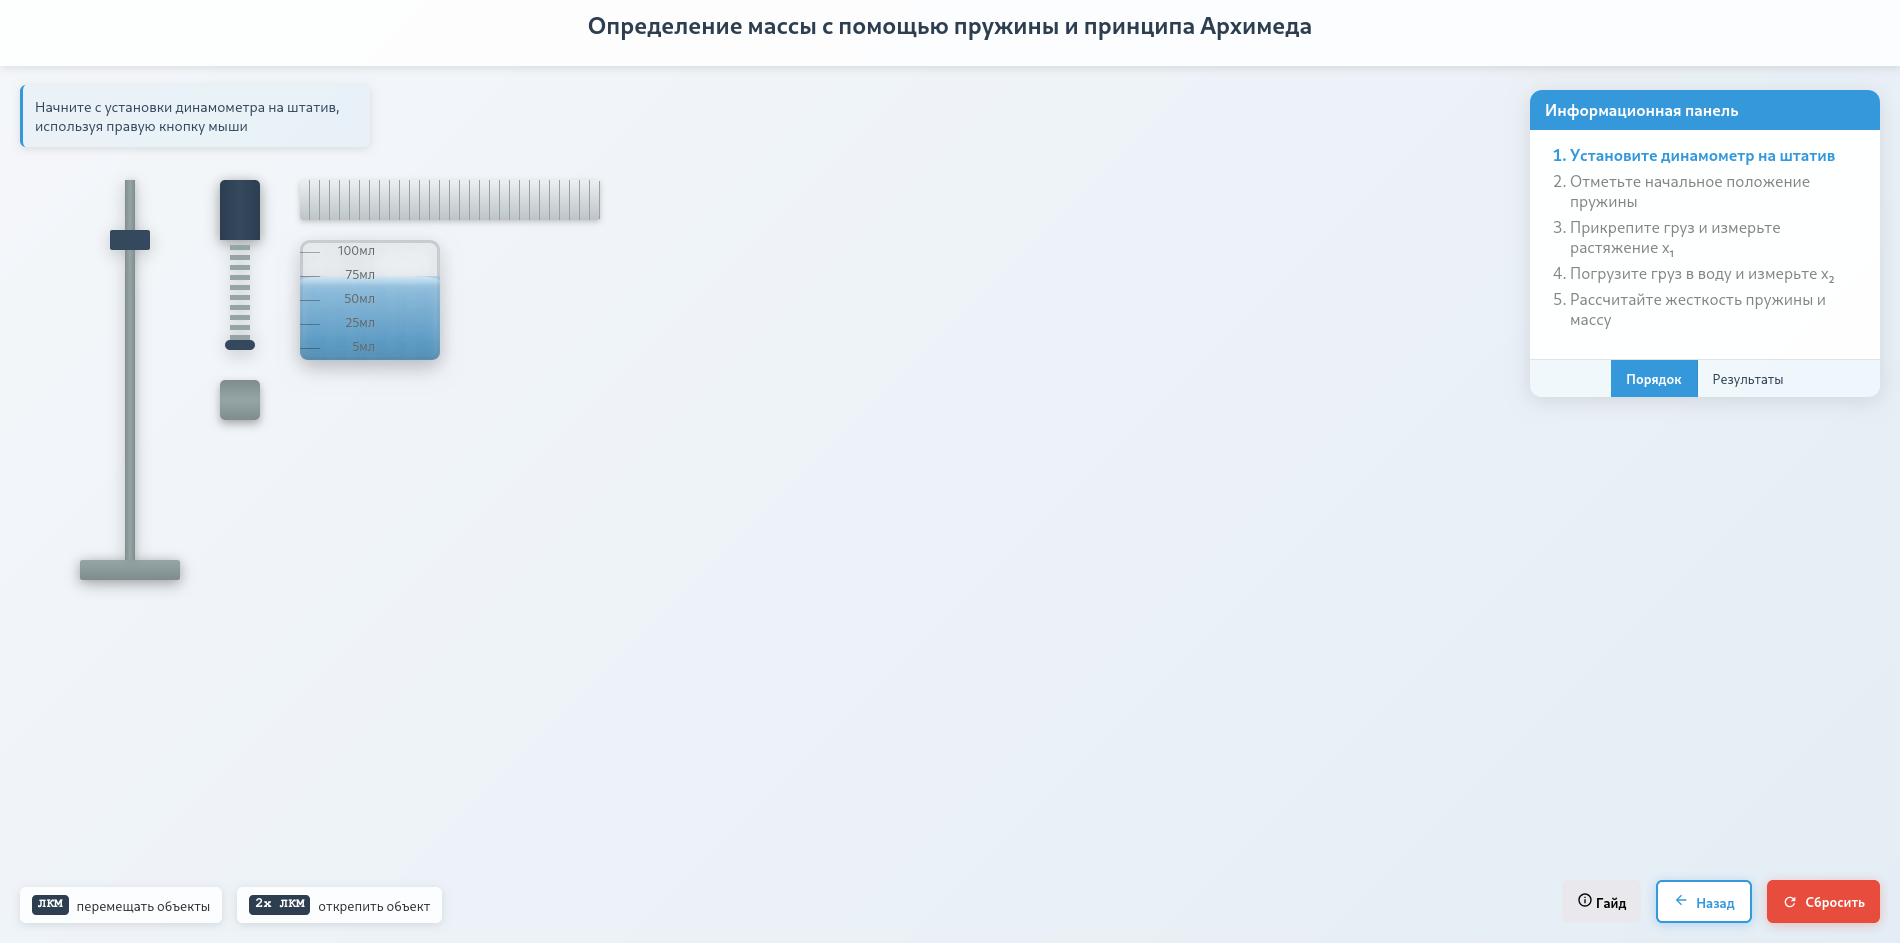 Определение массы с помощью пружины и принципа Архимеда
Начните с установки динамометра на штатив,
используя правую кнопку мыши
100мл
75мл
50мл
25мл
5мл
Информационная панель
1. Установите динамометр на штатив
2. Отметьте начальное положение
пружины
3. Прикрепите груз и измерьте
растяжение x₁
4. Погрузите груз в воду и измерьте x₂
5. Рассчитайте жесткость пружины и
массу
Порядок
Результаты
ЛКМ перемещать объекты
2x ЛКМ открепить объект
Гайд
Назад
Сбросить